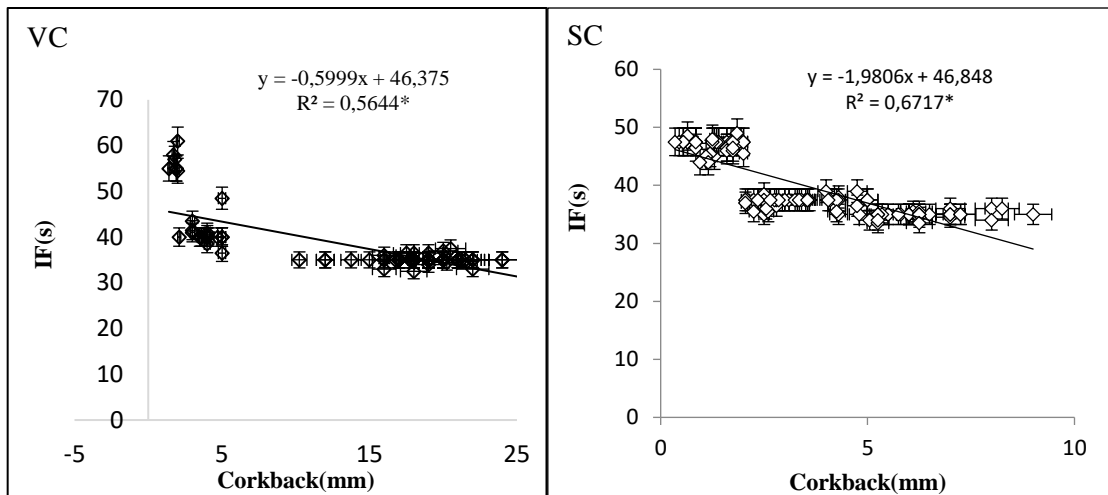 VC
y = -0,5999x + 46,375
R² = 0,5644*
70
60
50
40
30
20
10
0
IF(s)
-5
5
15
25
Corkback(mm)
SC
y = -1,9806x + 46,848
R² = 0,6717*
60
50
40
30
20
10
0
IF(s)
0
5
10
Corkback(mm)